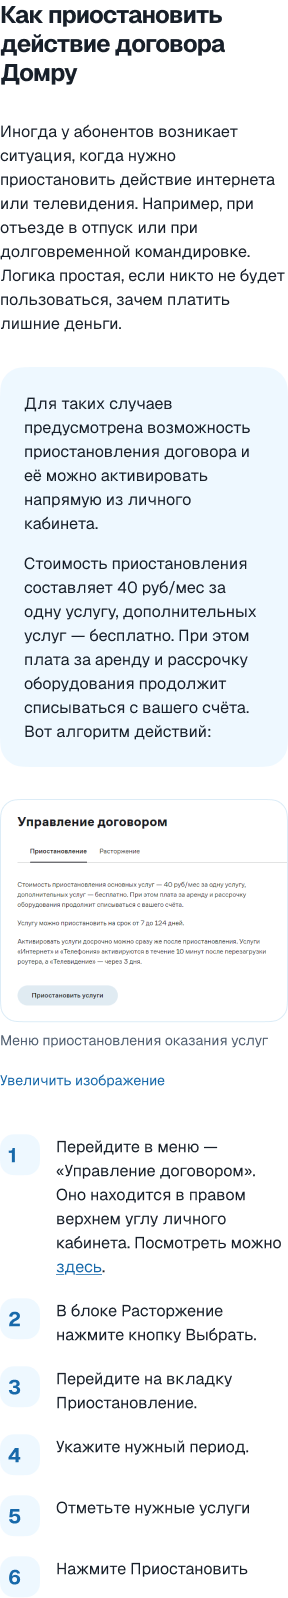 Как приостановить
действие договора
Домру
Иногда у абонентов возникает
ситуация, когда нужно
приостановить действие интернета
или телевидения. Например, при
отъезде в отпуск или при
долговременной командировке.
Логика простая, если никто не будет
пользоваться, зачем платить
лишние деньги.
Для таких случаев
предусмотрена возможность
приостановления договора и
её можно активировать
напрямую из личного
кабинета.
Стоимость приостановления
составляет 40 руб/мес за
одну услугу, дополнительных
услуг — бесплатно. При этом
плата за аренду и рассрочку
оборудования продолжит
списываться с вашего счёта.
Вот алгоритм действий:
Управление договором
Приостановление Расторжение
Стоимость приостановления основных услуг — 40 руб/мес за одну услугу,
дополнительных услуг — бесплатно. При этом плата за аренду и рассрочку
оборудования продолжит списываться с вашего счёта.
Услугу можно приостановить на срок от 7 до 124 дней.
Активировать услуги досрочно можно сразу же после приостановления. Услуги
«Интернет» и «Телефония» активируются в течение 10 минут после перезагрузки
роутера, а «Телевидение» — через 3 дня.
Приостановить услуги
Меню приостановления оказания услуг
Увеличить изображение
1 Перейдите в меню —
«Управление договором».
Оно находится в правом
верхнем углу личного
кабинета. Посмотреть можно
здесь.
2 В блоке Расторжение
нажмите кнопку Выбрать.
3 Перейдите на вкладку
Приостановление.
4 Укажите нужный период.
5 Отметьте нужные услуги
6 Нажмите Приостановить